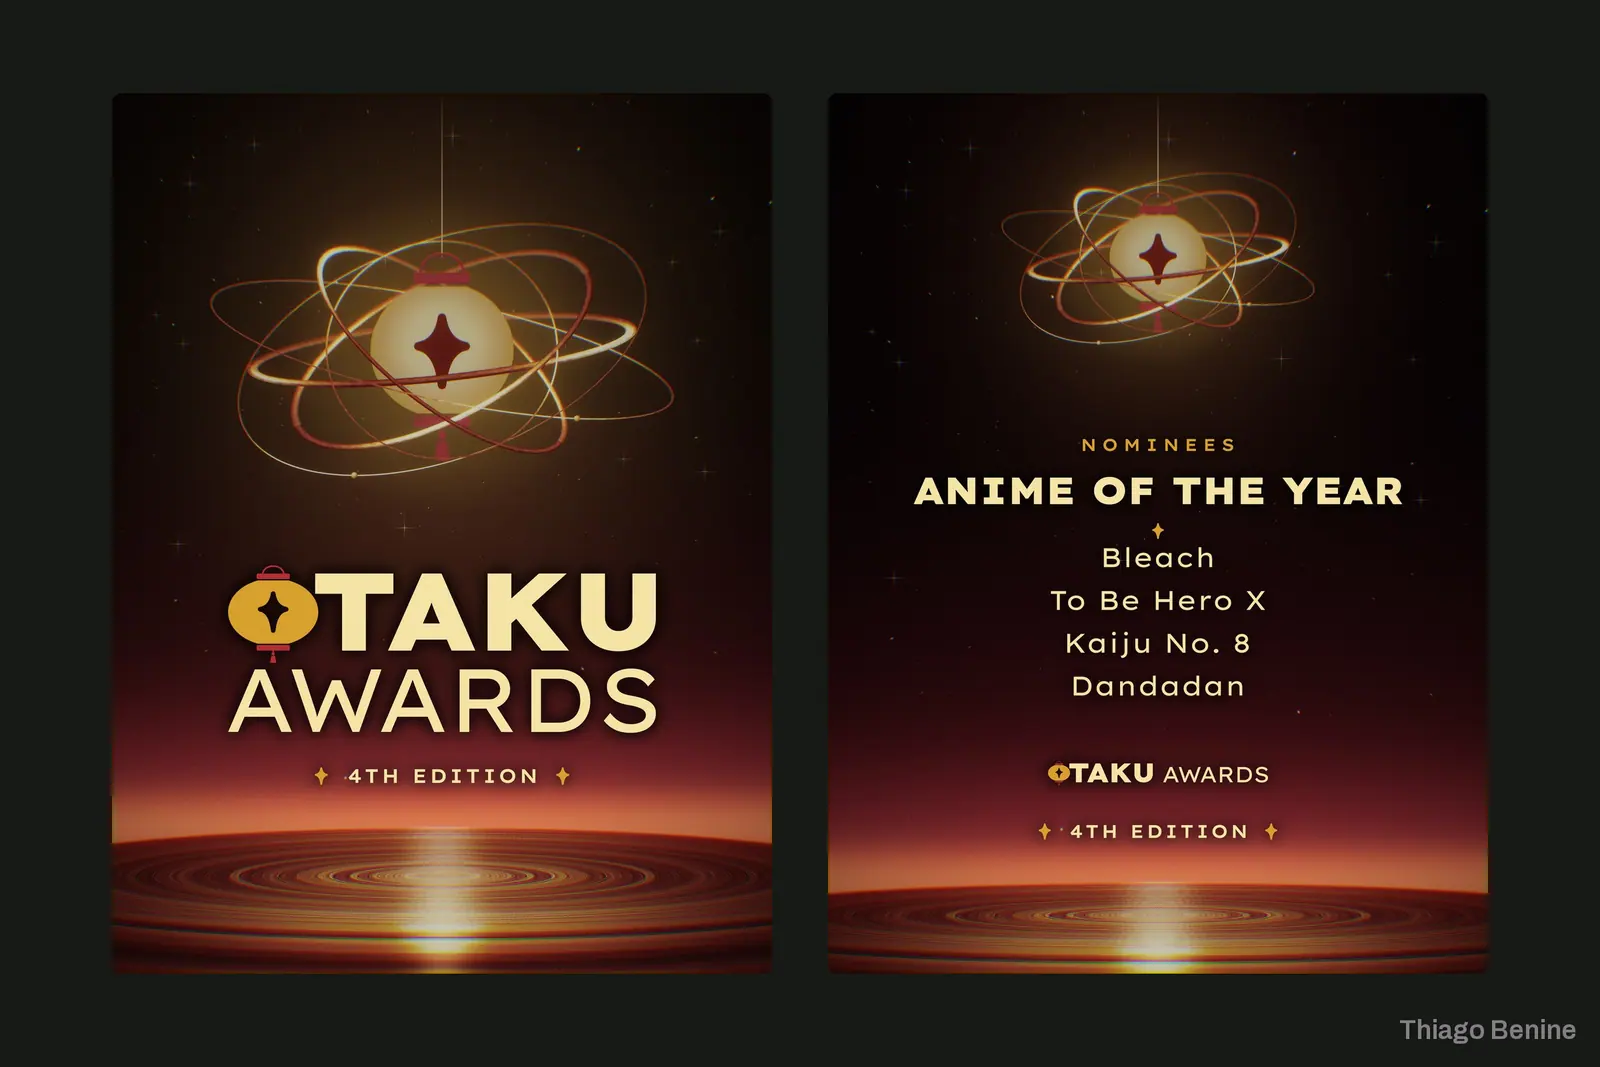 OTAKU
AWARDS
4TH EDITION
NOMINEES
ANIME OF THE YEAR
Bleach
To Be Hero X
Kaiju No. 8
Dandadan
OTAKU AWARDS
4TH EDITION
Thiago Benine